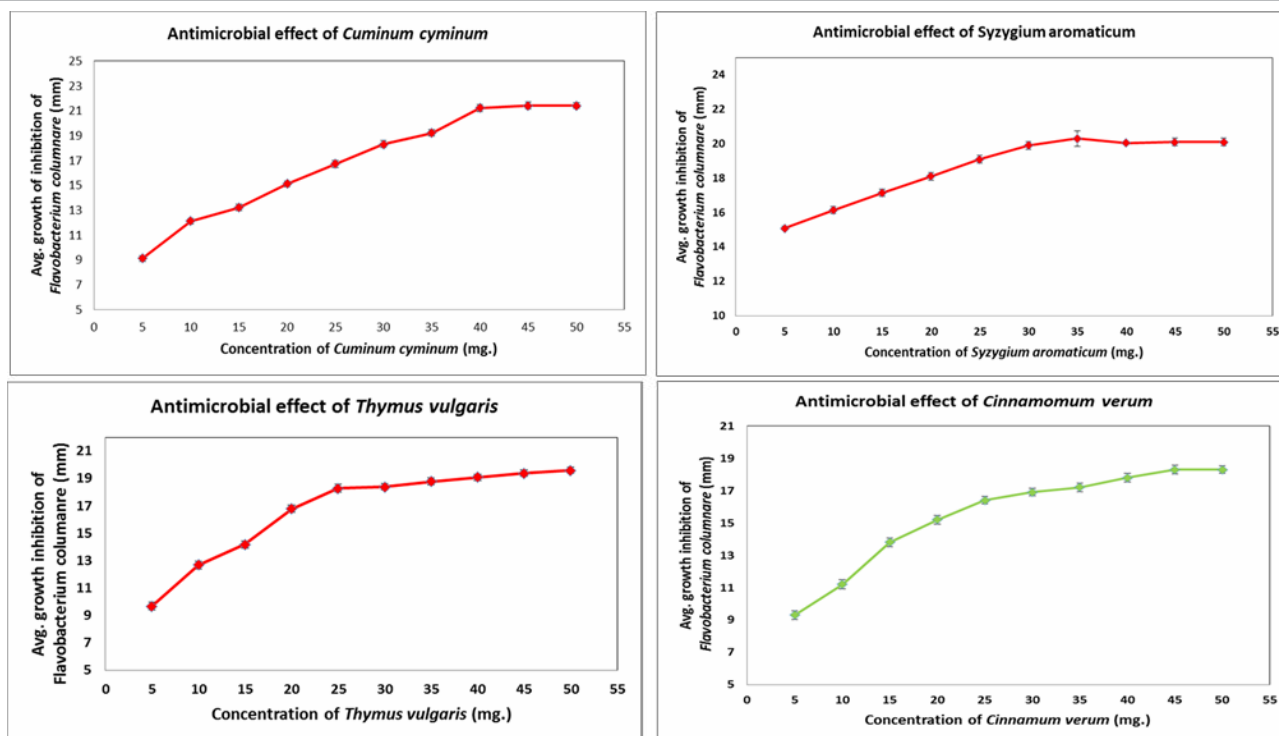 Antimicrobial effect of Cuminum cyminum
Avg. growth of inhibition of
Flavobacterium columnare (mm)
25
23
21
19
17
15
13
11
9
7
5
0 5 10 15 20 25 30 35 40 45 50 55
Concentration of Cuminum cyminum (mg.)
Antimicrobial effect of Syzygium aromaticum
Avg. growth inhibition of
Flavobacterium columnare (mm)
24
22
20
18
16
14
12
10
0 5 10 15 20 25 30 35 40 45 50 55
Concentration of Syzygium aromaticum (mg.)
Antimicrobial effect of Thymus vulgaris
Avg. growth inhibition of
Flavobacterium columanre (mm)
21
19
17
15
13
11
9
7
5
0 5 10 15 20 25 30 35 40 45 50 55
Concentration of Thymus vulgaris (mg.)
Antimicrobial effect of Cinnamomum verum
Avg. growth inhibition of
Flavobacterium columnare (mm)
21
19
17
15
13
11
9
7
5
0 5 10 15 20 25 30 35 40 45 50 55
Concentration of Cinnamum verum (mg.)